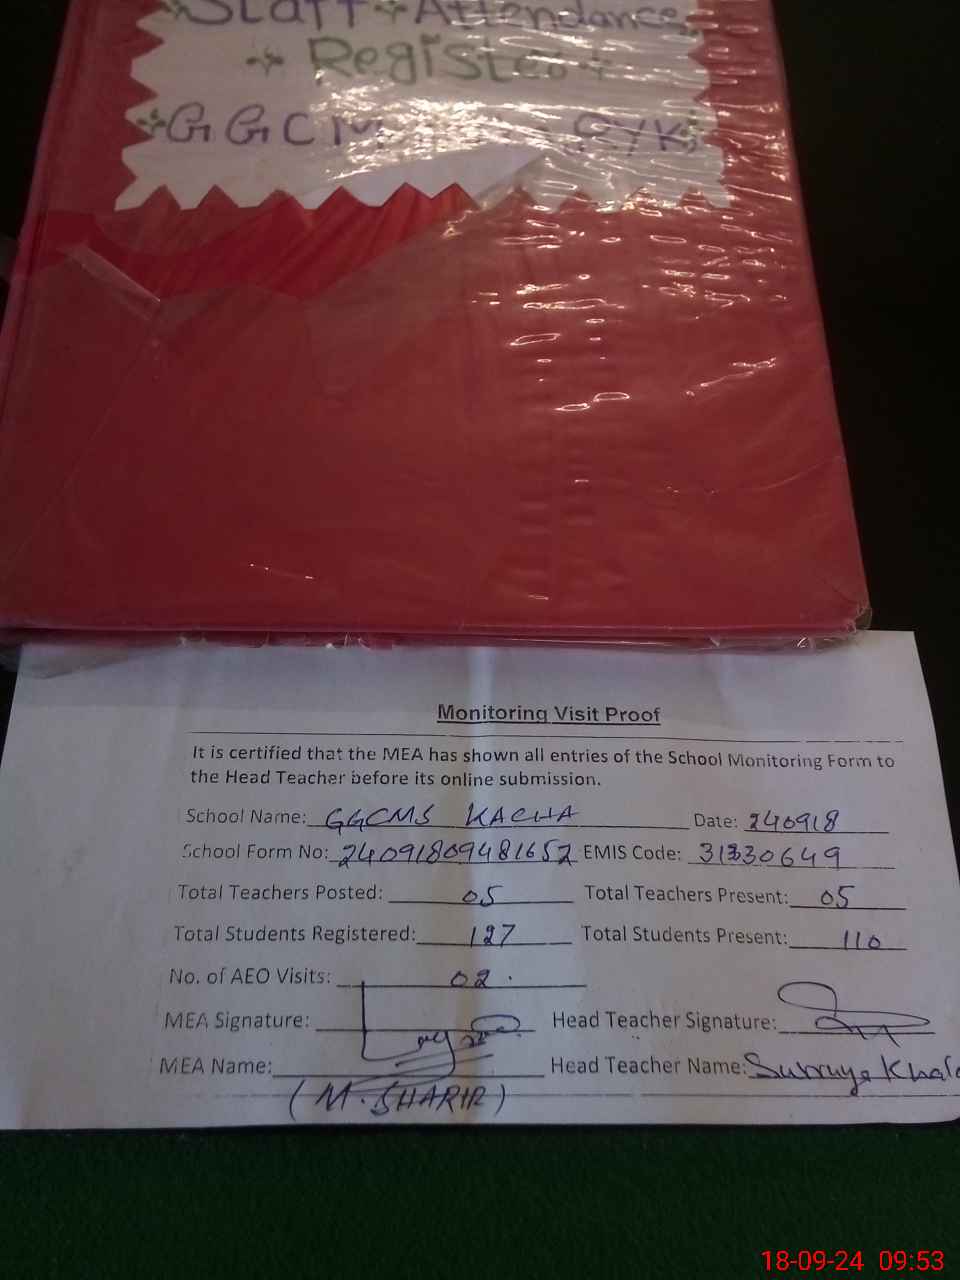 Staff Attendance
Register
GGCM RYK
Monitoring Visit Proof
It is certified that the MEA has shown all entries of the School Monitoring Form to
the Head Teacher before its online submission.
School Name: GGCMS KACHA Date: 240918
School Form No: 24091809481652 EMIS Code: 31330649
Total Teachers Posted: 05 Total Teachers Present: 05
Total Students Registered: 127 Total Students Present: 110
No. of AEO Visits: 02.
MEA Signature: Head Teacher Signature:
MEA Name: Head Teacher Name:
(M. SHARIR)
18-09-24 09:53